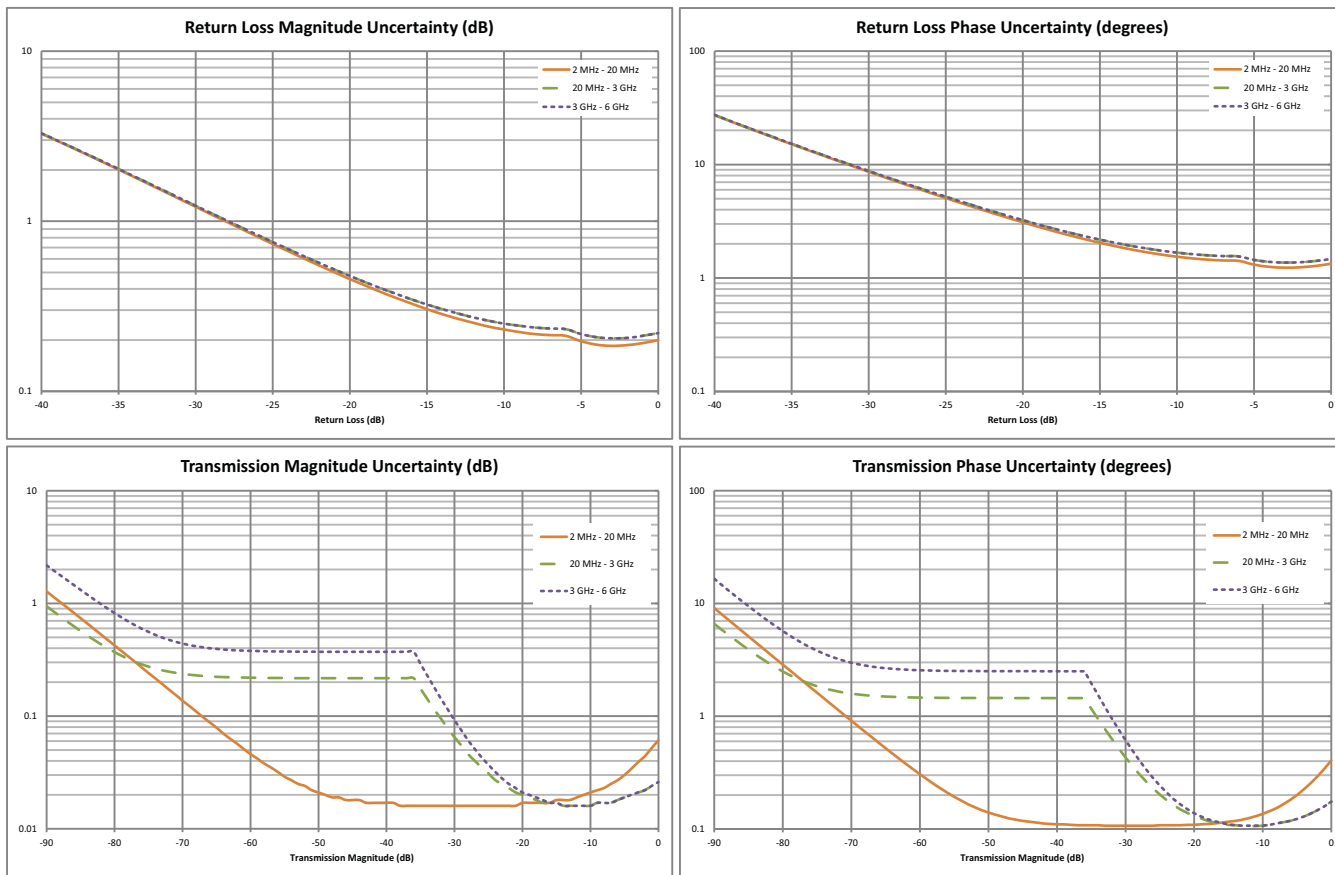 Return Loss Magnitude Uncertainty (dB)
10
1
0.1
2 MHz - 20 MHz
20 MHz - 3 GHz
3 GHz - 6 GHz
-40 -35 -30 -25 -20 -15 -10 -5 0
Return Loss (dB)
Return Loss Phase Uncertainty (degrees)
100
10
1
0.1
2 MHz - 20 MHz
20 MHz - 3 GHz
3 GHz - 6 GHz
-40 -35 -30 -25 -20 -15 -10 -5 0
Return Loss (dB)
Transmission Magnitude Uncertainty (dB)
10
1
0.1
0.01
2 MHz - 20 MHz
20 MHz - 3 GHz
3 GHz - 6 GHz
-90 -80 -70 -60 -50 -40 -30 -20 -10 0
Transmission Magnitude (dB)
Transmission Phase Uncertainty (degrees)
100
10
1
0.1
2 MHz - 20 MHz
20 MHz - 3 GHz
3 GHz - 6 GHz
-90 -80 -70 -60 -50 -40 -30 -20 -10 0
Transmission Magnitude (dB)